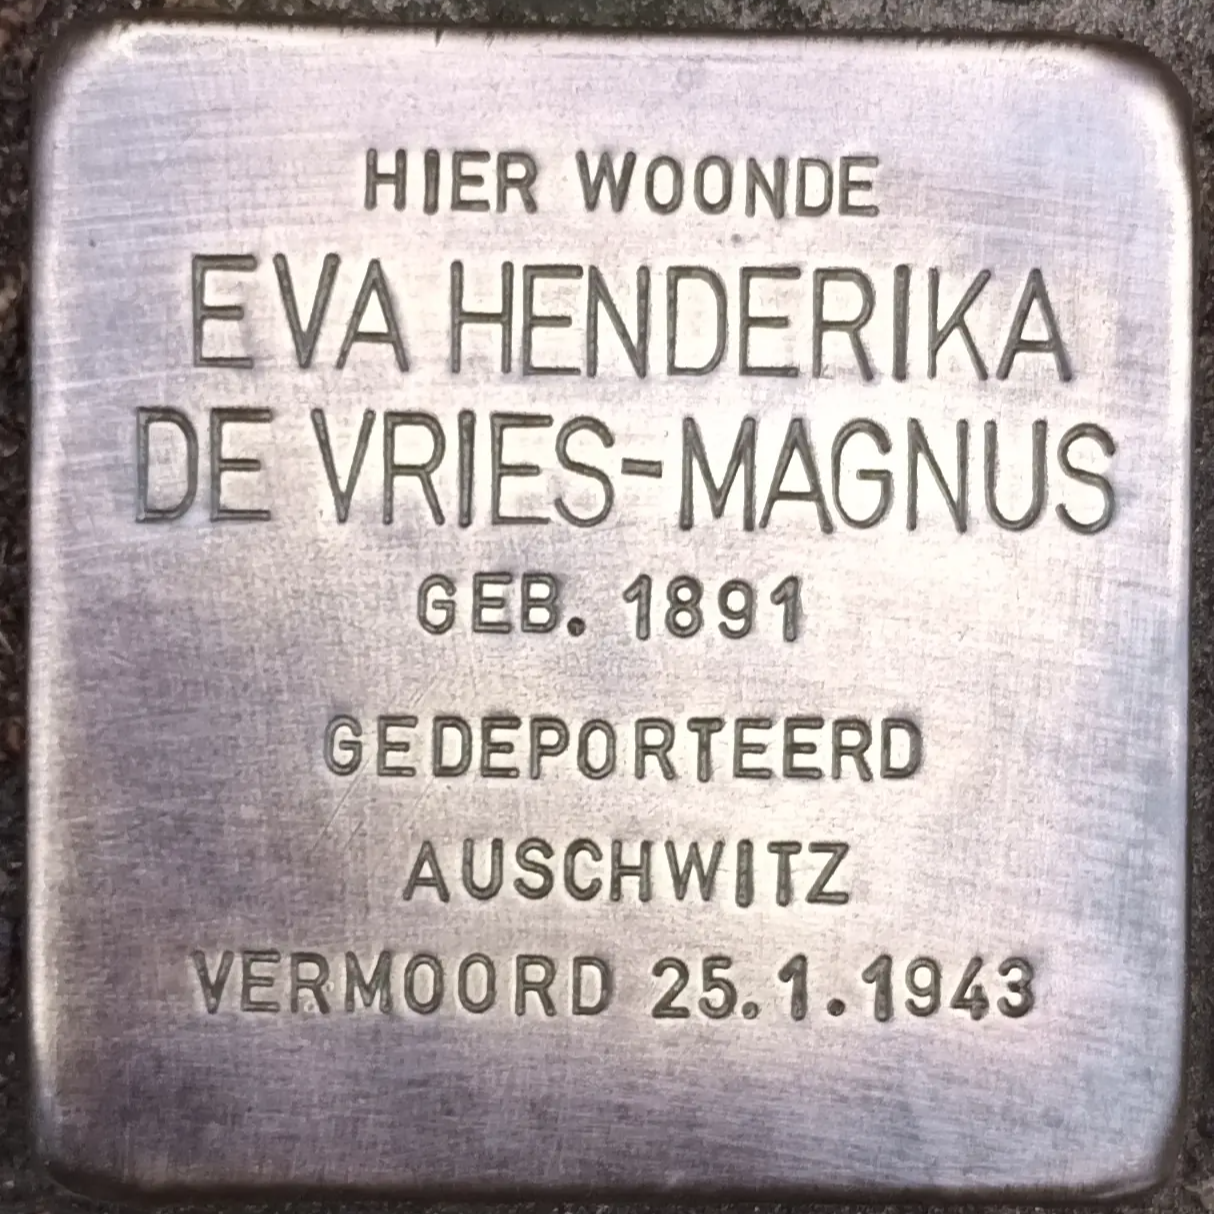 HIER WOONDE
EVA HENDERIKA
DE VRIES-MAGNUS
GEB. 1891
GEDEPORTEERD
AUSCHWITZ
VERMOORD 25.1.1943